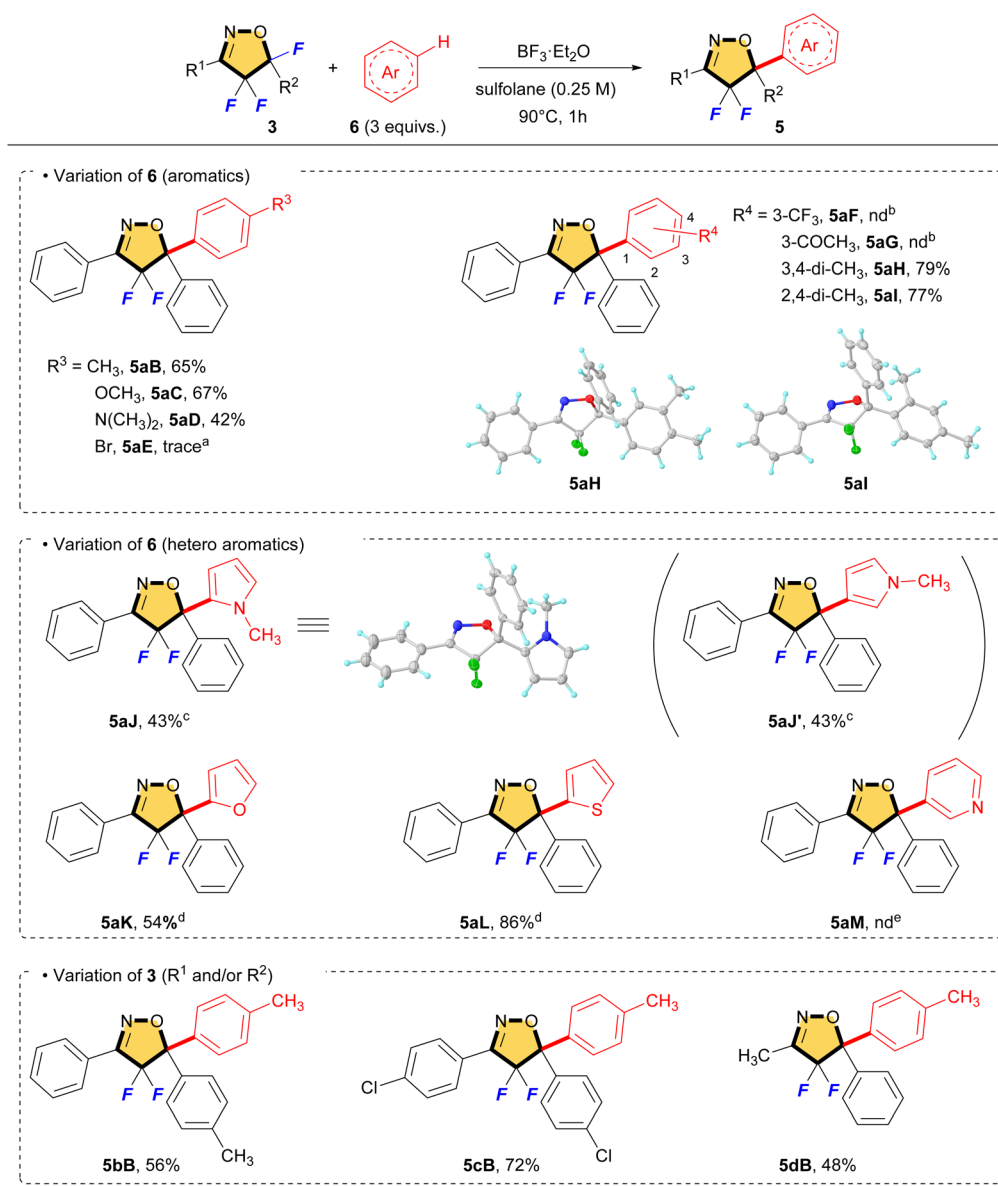 N O F R¹ R² F F 3
+
Ar H 6 (3 equivs.)
BF₃·Et₂O
sulfolane (0.25 M)
90°C, 1h
N O Ar R¹ R² F F 5
• Variation of 6 (aromatics)
N O R³ F F
R³ = CH₃, 5aB, 65%
OCH₃, 5aC, 67%
N(CH₃)₂, 5aD, 42%
Br, 5aE, traceᵃ
N O 4 R⁴ 3 2 1 F F
R⁴ = 3-CF₃, 5aF, ndᵇ
3-COCH₃, 5aG, ndᵇ
3,4-di-CH₃, 5aH, 79%
2,4-di-CH₃, 5aI, 77%
5aH
5aI
• Variation of 6 (hetero aromatics)
N O N CH₃ F F
5aJ, 43%ᶜ
N O N CH₃ F F
5aJ', 43%ᶜ
N O O F F
5aK, 54%ᵈ
N O S F F
5aL, 86%ᵈ
N O N F F
5aM, ndᵉ
• Variation of 3 (R¹ and/or R²)
N O CH₃ F F CH₃
5bB, 56%
N O CH₃ Cl F F Cl
5cB, 72%
N O CH₃ H₃C F F
5dB, 48%